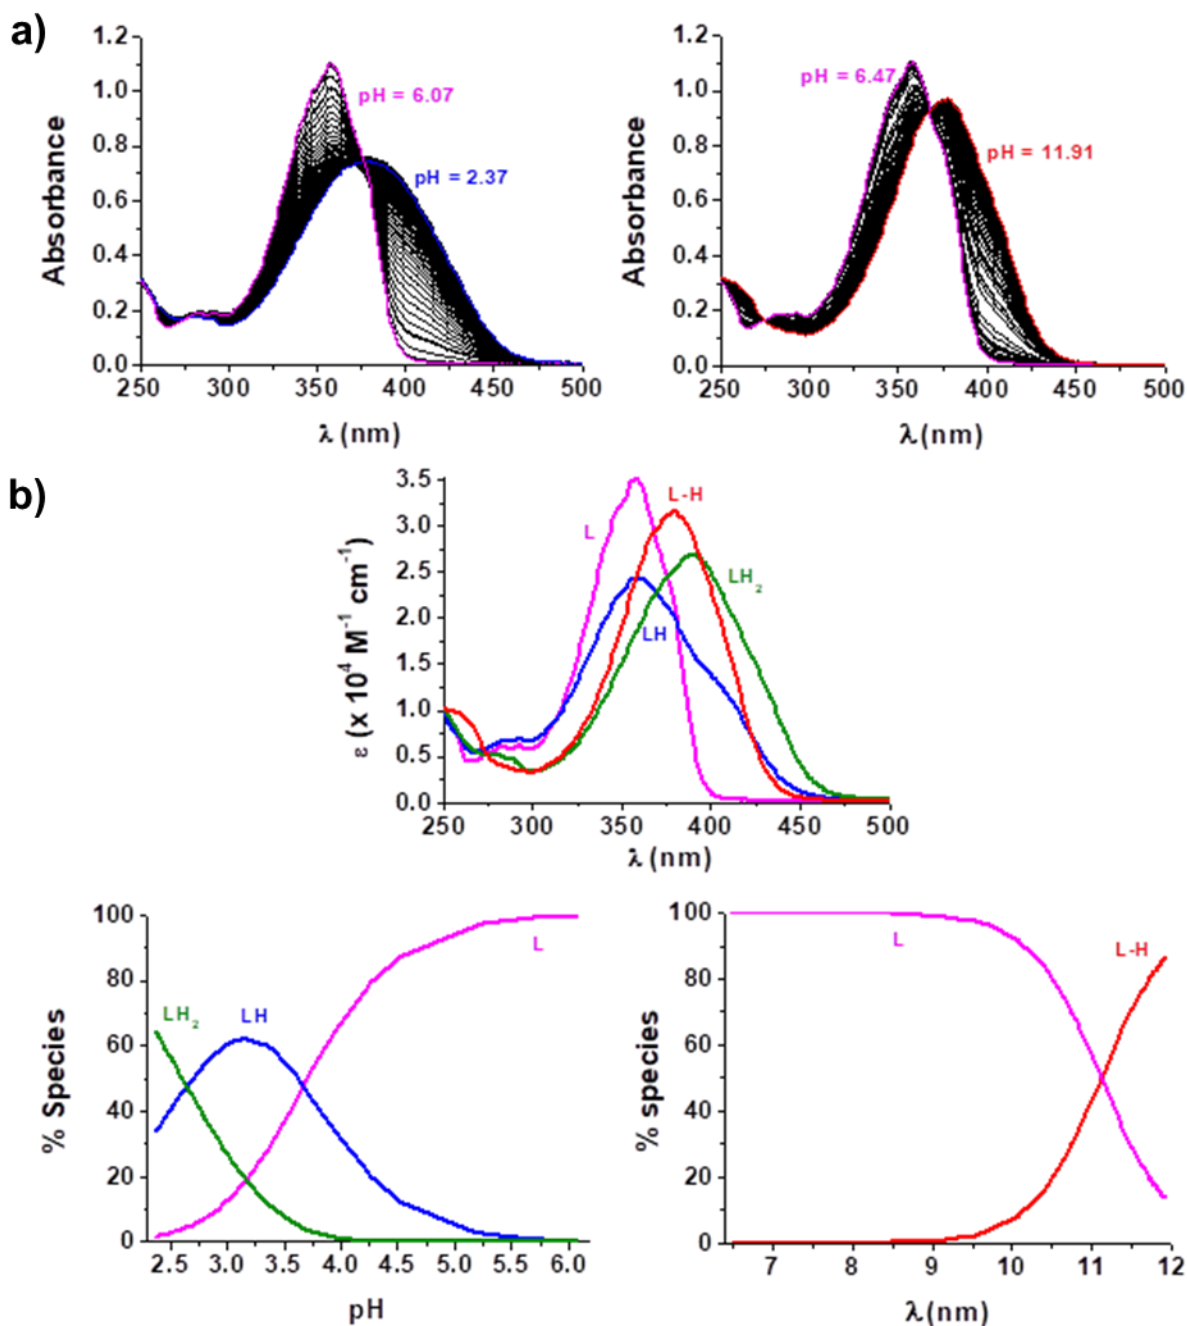 a)
1.2
1.0
0.8
0.6
0.4
0.2
0.0
Absorbance
pH = 6.07
pH = 2.37
250 300 350 400 450 500
λ (nm)
1.2
1.0
0.8
0.6
0.4
0.2
0.0
Absorbance
pH = 6.47
pH = 11.91
250 300 350 400 450 500
λ (nm)
b)
3.5
3.0
2.5
2.0
1.5
1.0
0.5
0.0
ε (x 10⁴ M⁻¹ cm⁻¹)
L
L-H
LH₂
LH
250 300 350 400 450 500
λ (nm)
100
80
60
40
20
0
% Species
LH₂
LH
L
2.5 3.0 3.5 4.0 4.5 5.0 5.5 6.0
pH
100
80
60
40
20
0
% species
L
L-H
7 8 9 10 11 12
λ (nm)